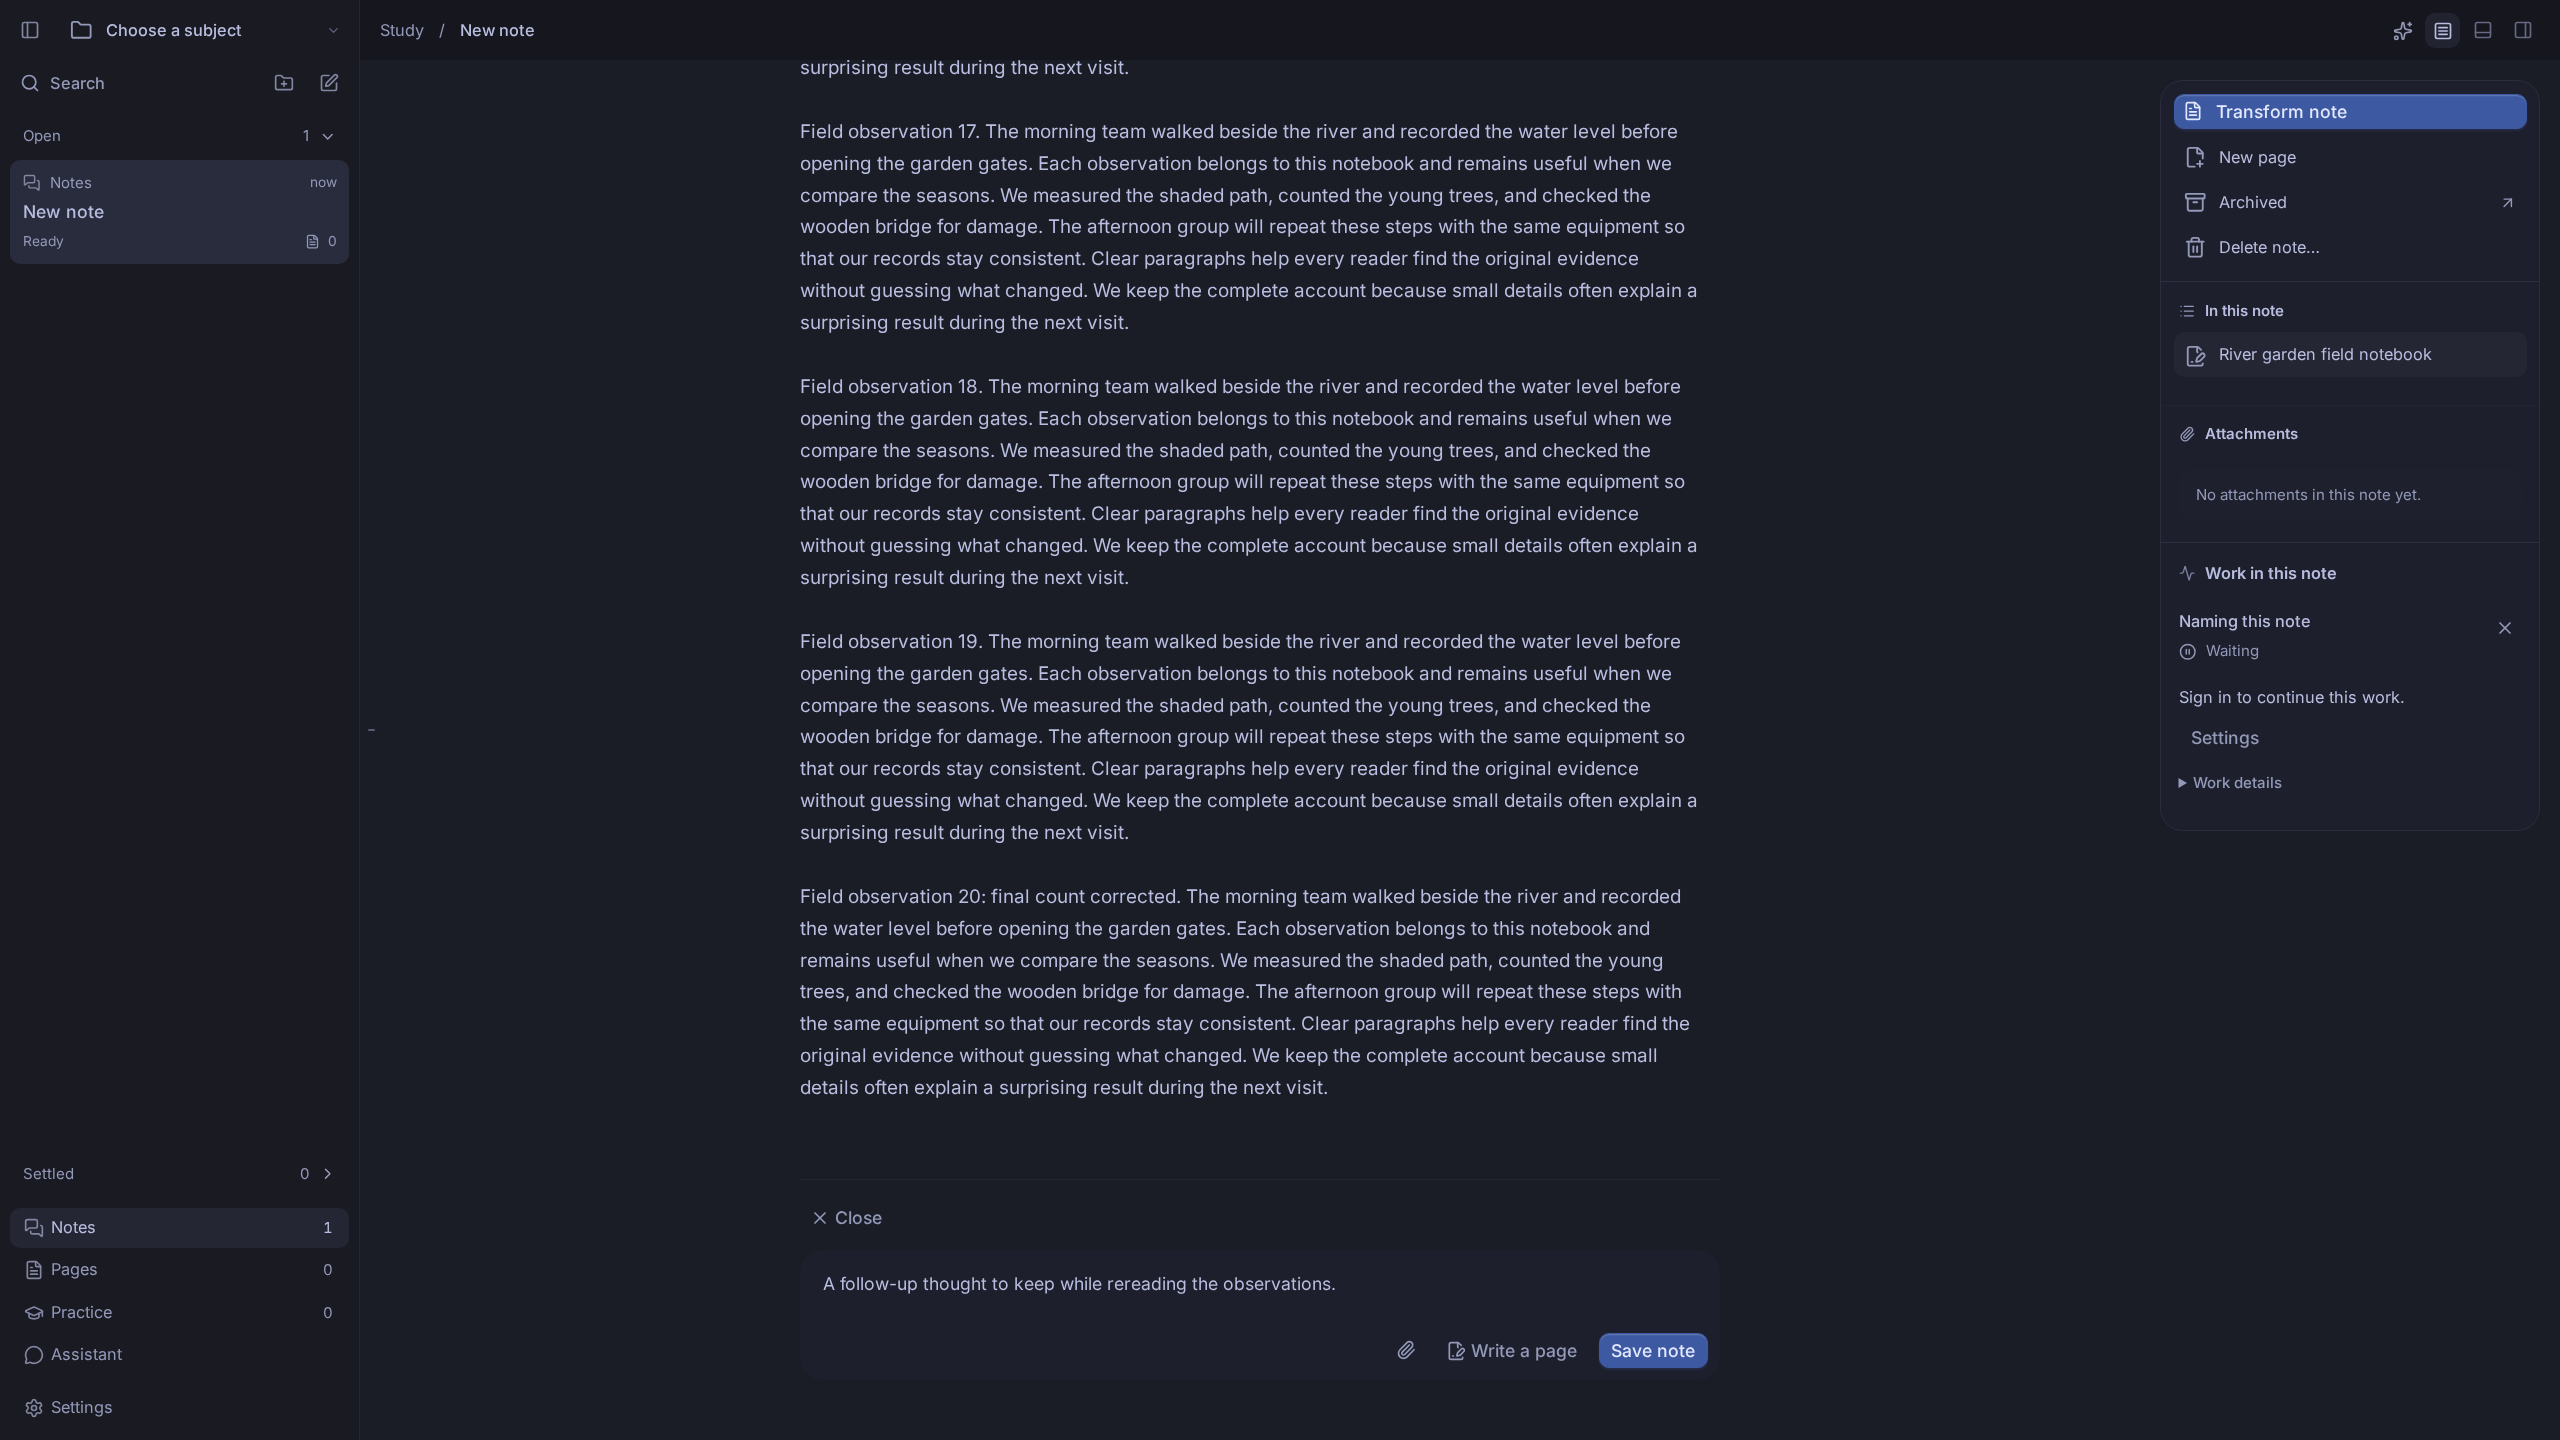 Choose a subject
Search
Open 1
Notes now
New note
Ready 0
Settled 0
Notes 1
Pages 0
Practice 0
Assistant
Settings
Study / New note
surprising result during the next visit.
Field observation 17. The morning team walked beside the river and recorded the water level before
opening the garden gates. Each observation belongs to this notebook and remains useful when we
compare the seasons. We measured the shaded path, counted the young trees, and checked the
wooden bridge for damage. The afternoon group will repeat these steps with the same equipment so
that our records stay consistent. Clear paragraphs help every reader find the original evidence
without guessing what changed. We keep the complete account because small details often explain a
surprising result during the next visit.
Field observation 18. The morning team walked beside the river and recorded the water level before
opening the garden gates. Each observation belongs to this notebook and remains useful when we
compare the seasons. We measured the shaded path, counted the young trees, and checked the
wooden bridge for damage. The afternoon group will repeat these steps with the same equipment so
that our records stay consistent. Clear paragraphs help every reader find the original evidence
without guessing what changed. We keep the complete account because small details often explain a
surprising result during the next visit.
Field observation 19. The morning team walked beside the river and recorded the water level before
opening the garden gates. Each observation belongs to this notebook and remains useful when we
compare the seasons. We measured the shaded path, counted the young trees, and checked the
wooden bridge for damage. The afternoon group will repeat these steps with the same equipment so
that our records stay consistent. Clear paragraphs help every reader find the original evidence
without guessing what changed. We keep the complete account because small details often explain a
surprising result during the next visit.
Field observation 20: final count corrected. The morning team walked beside the river and recorded
the water level before opening the garden gates. Each observation belongs to this notebook and
remains useful when we compare the seasons. We measured the shaded path, counted the young
trees, and checked the wooden bridge for damage. The afternoon group will repeat these steps with
the same equipment so that our records stay consistent. Clear paragraphs help every reader find the
original evidence without guessing what changed. We keep the complete account because small
details often explain a surprising result during the next visit.
Close
A follow-up thought to keep while rereading the observations.
Write a page Save note
Transform note
New page
Archived
Delete note...
In this note
River garden field notebook
Attachments
No attachments in this note yet.
Work in this note
Naming this note
Waiting
Sign in to continue this work.
Settings
Work details